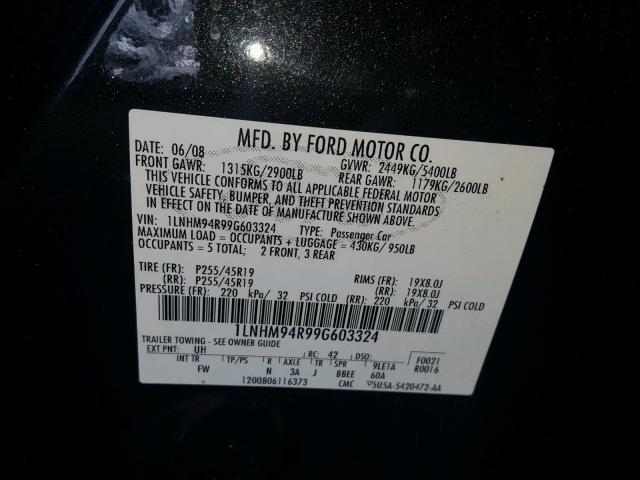 MFD. BY FORD MOTOR CO.
DATE: 06/08 GVWR: 2449KG/5400LB
FRONT GAWR: 1315KG/2900LB REAR GAWR: 1179KG/2600LB
THIS VEHICLE CONFORMS TO ALL APPLICABLE FEDERAL MOTOR
VEHICLE SAFETY, BUMPER, AND THEFT PREVENTION STANDARDS
IN EFFECT ON THE DATE OF MANUFACTURE SHOWN ABOVE.
VIN: 1LNHM94R99G603324 TYPE: Passenger Car
MAXIMUM LOAD = OCCUPANTS + LUGGAGE = 430KG/ 950LB
OCCUPANTS = 5 TOTAL; 2 FRONT, 3 REAR
TIRE (FR): P255/45R19 RIMS (FR): 19X8.0J
(RR): P255/45R19 (RR): 19X8.0J
PRESSURE (FR): 220 kPa/ 32 PSI COLD (RR): 220 kPa/ 32 PSI COLD
1LNHM94R99G603324
TRAILER TOWING - SEE OWNER GUIDE
EXT PNT: UH RC: 42 DSO: F0021
INT TR TP/PS R AXLE TR SPR 9LE1A R0016
FW N 3A J BBEE 60A
1200806116373 CMC 5U5A-5420472-AA